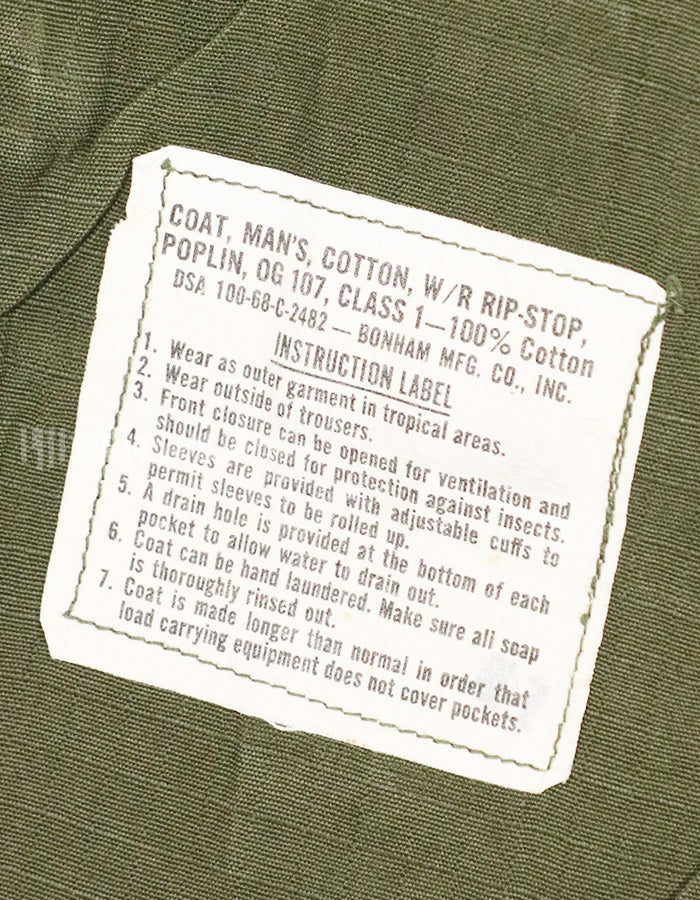 COAT, MAN'S, COTTON, W/R RIP-STOP,
POPLIN, OG 107, CLASS 1—100% Cotton
DSA 100-68-C-2482 — BONHAM MFG. CO., INC.
INSTRUCTION LABEL
1. Wear as outer garment in tropical areas.
2. Wear outside of trousers.
3. Front closure can be opened for ventilation and
should be closed for protection against insects.
4. Sleeves are provided with adjustable cuffs to
permit sleeves to be rolled up.
5. A drain hole is provided at the bottom of each
pocket to allow water to drain out.
6. Coat can be hand laundered. Make sure all soap
is thoroughly rinsed out.
7. Coat is made longer than normal in order that
load carrying equipment does not cover pockets.